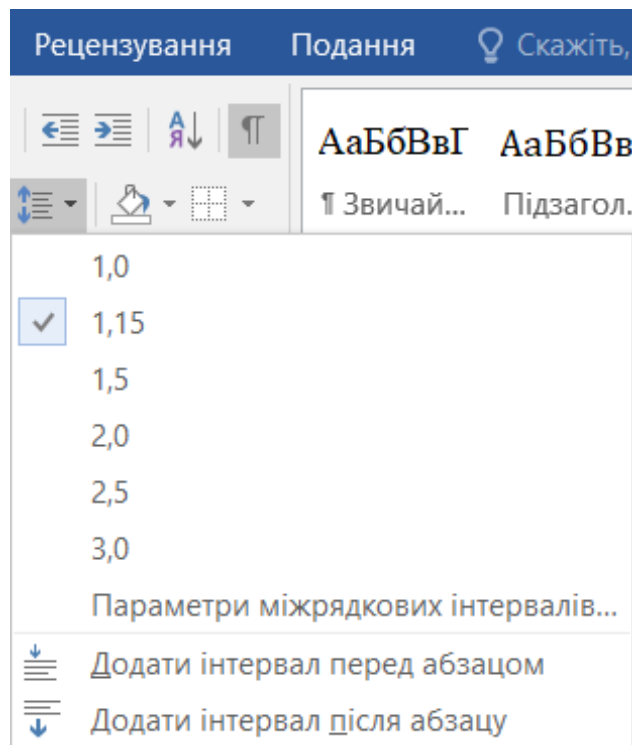 Рецензування Подання Скажіть,
АаБбВвГ АаБбВв
¶ Звичай... Підзагол.
1,0
1,15
1,5
2,0
2,5
3,0
Параметри міжрядкових інтервалів...
Додати інтервал перед абзацом
Додати інтервал після абзацу